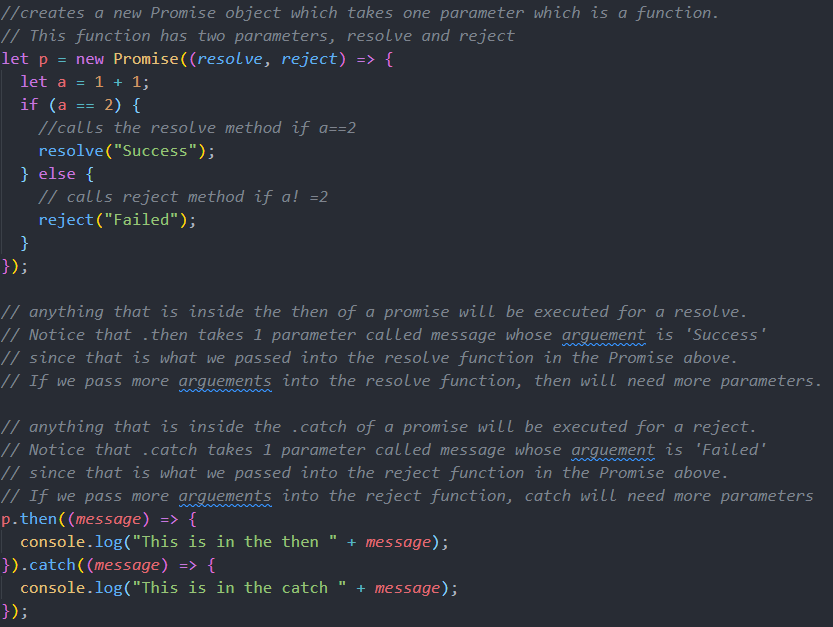 //creates a new Promise object which takes one parameter which is a function.
// This function has two parameters, resolve and reject
let p = new Promise((resolve, reject) => {
  let a = 1 + 1;
  if (a == 2) {
    //calls the resolve method if a==2
    resolve("Success");
  } else {
    // calls reject method if a! =2
    reject("Failed");
  }
});

// anything that is inside the then of a promise will be executed for a resolve.
// Notice that .then takes 1 parameter called message whose arguement is 'Success'
// since that is what we passed into the resolve function in the Promise above.
// If we pass more arguements into the resolve function, then will need more parameters.

// anything that is inside the .catch of a promise will be executed for a reject.
// Notice that .catch takes 1 parameter called message whose arguement is 'Failed'
// since that is what we passed into the reject function in the Promise above.
// If we pass more arguements into the reject function, catch will need more parameters
p.then((message) => {
  console.log("This is in the then " + message);
}).catch((message) => {
  console.log("This is in the catch " + message);
});